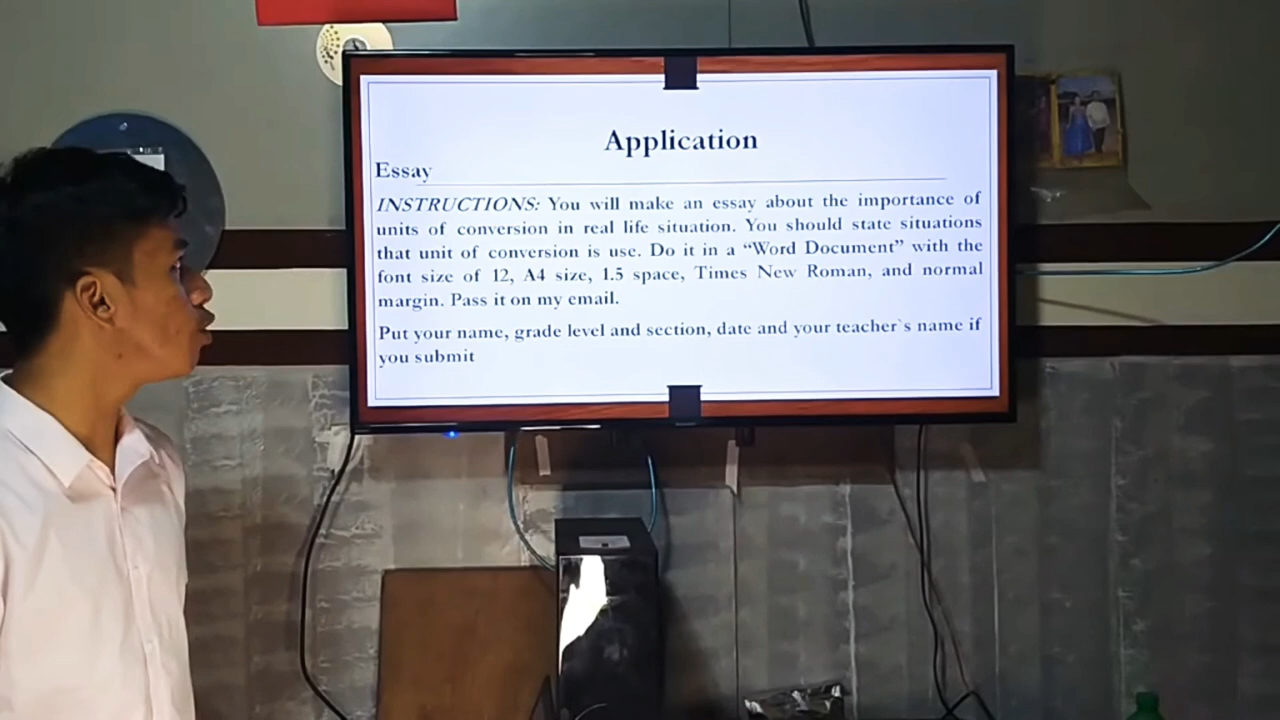 Application
Essay
INSTRUCTIONS: You will make an essay about the importance of
units of conversion in real life situation. You should state situations
that unit of conversion is use. Do it in a “Word Document” with the
font size of 12, A4 size, 1.5 space, Times New Roman, and normal
margin. Pass it on my email.
Put your name, grade level and section, date and your teacher`s name if
you submit